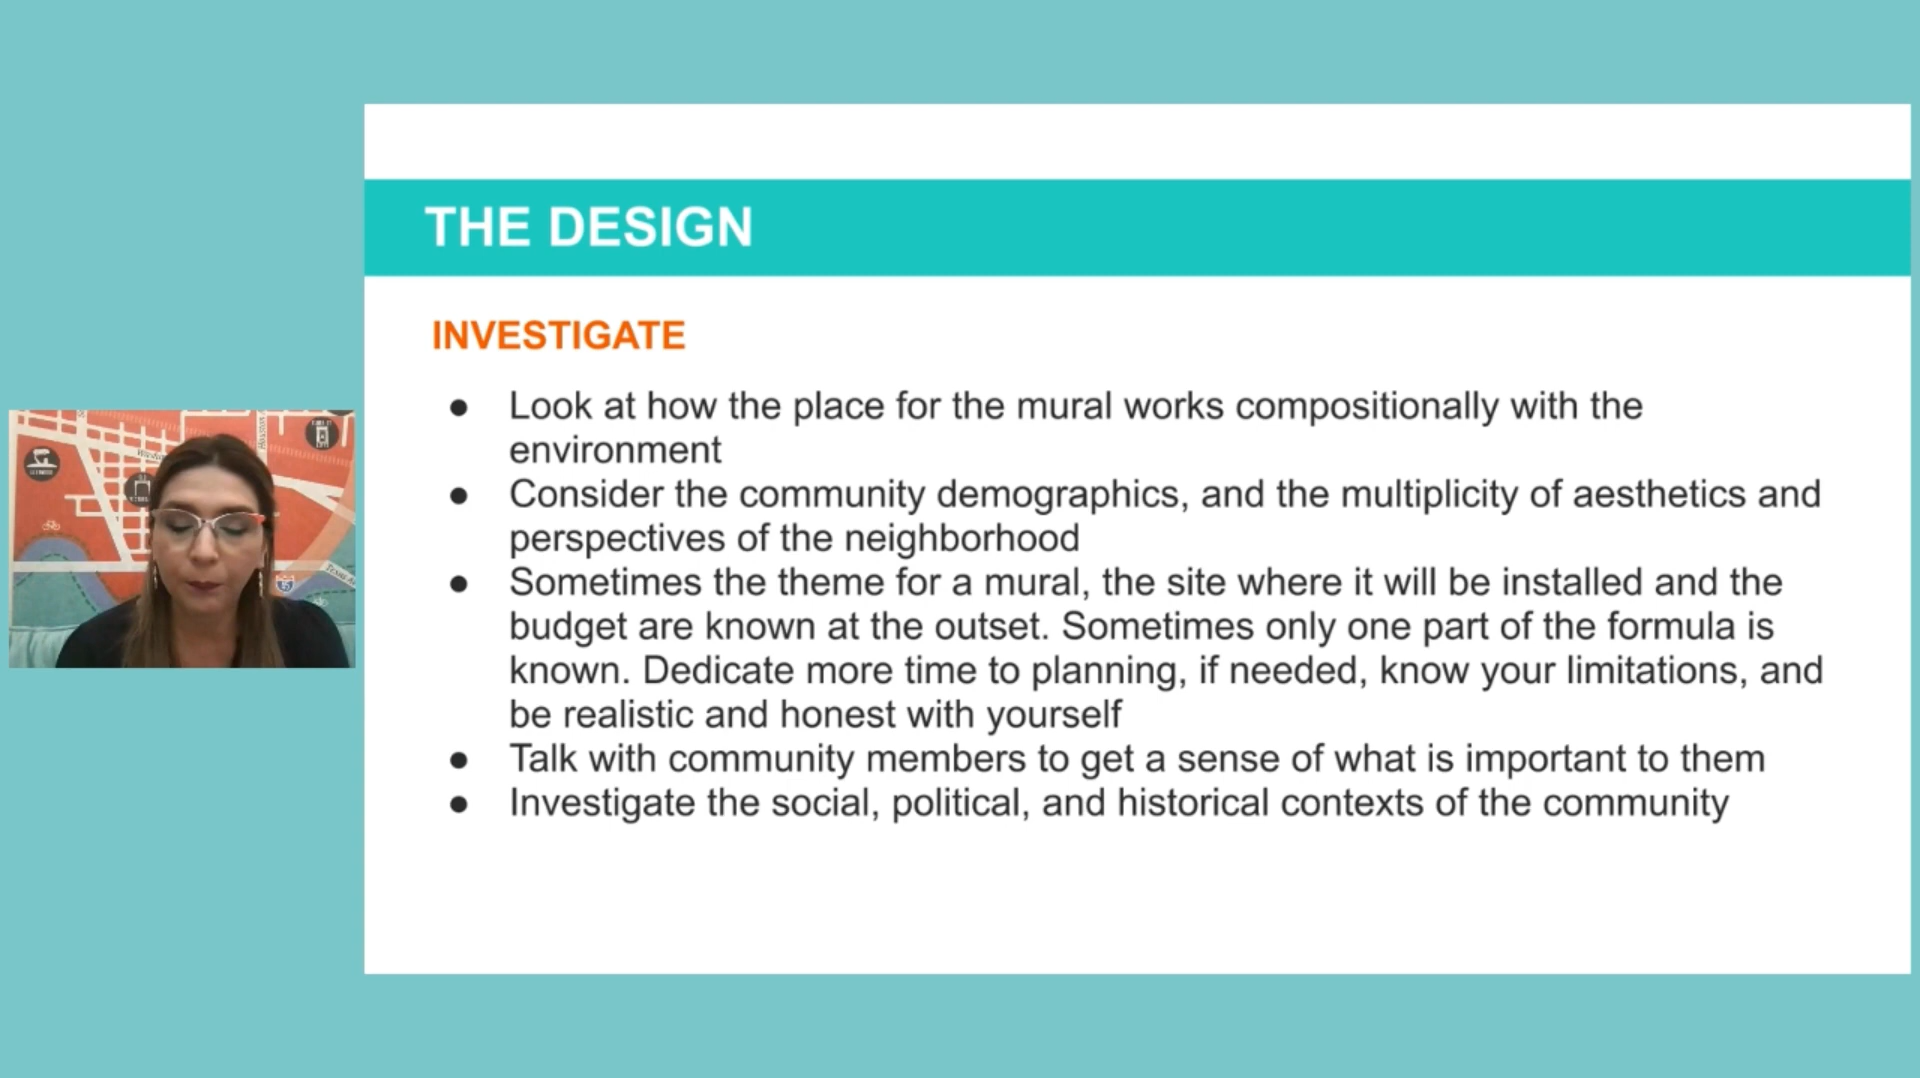 THE DESIGN
INVESTIGATE
● Look at how the place for the mural works compositionally with the
environment
● Consider the community demographics, and the multiplicity of aesthetics and
perspectives of the neighborhood
● Sometimes the theme for a mural, the site where it will be installed and the
budget are known at the outset. Sometimes only one part of the formula is
known. Dedicate more time to planning, if needed, know your limitations, and
be realistic and honest with yourself
● Talk with community members to get a sense of what is important to them
● Investigate the social, political, and historical contexts of the community